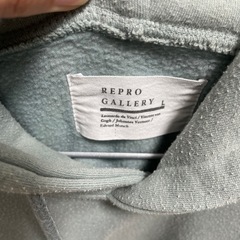 REPRO
GALLERY L
Leonardo da Vinci / Vincent van
Gogh / Johannes Vermeer /
Edvard Munch